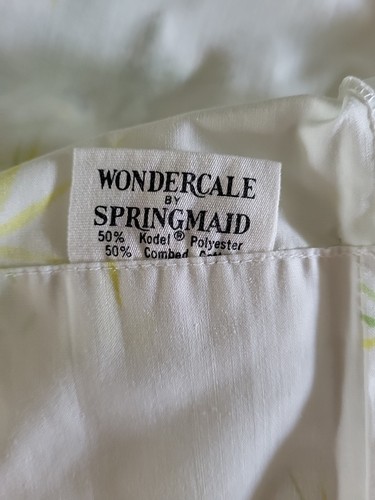 WONDERCALE
BY
SPRINGMAID
50% Kodel® Polyester
50% Combed